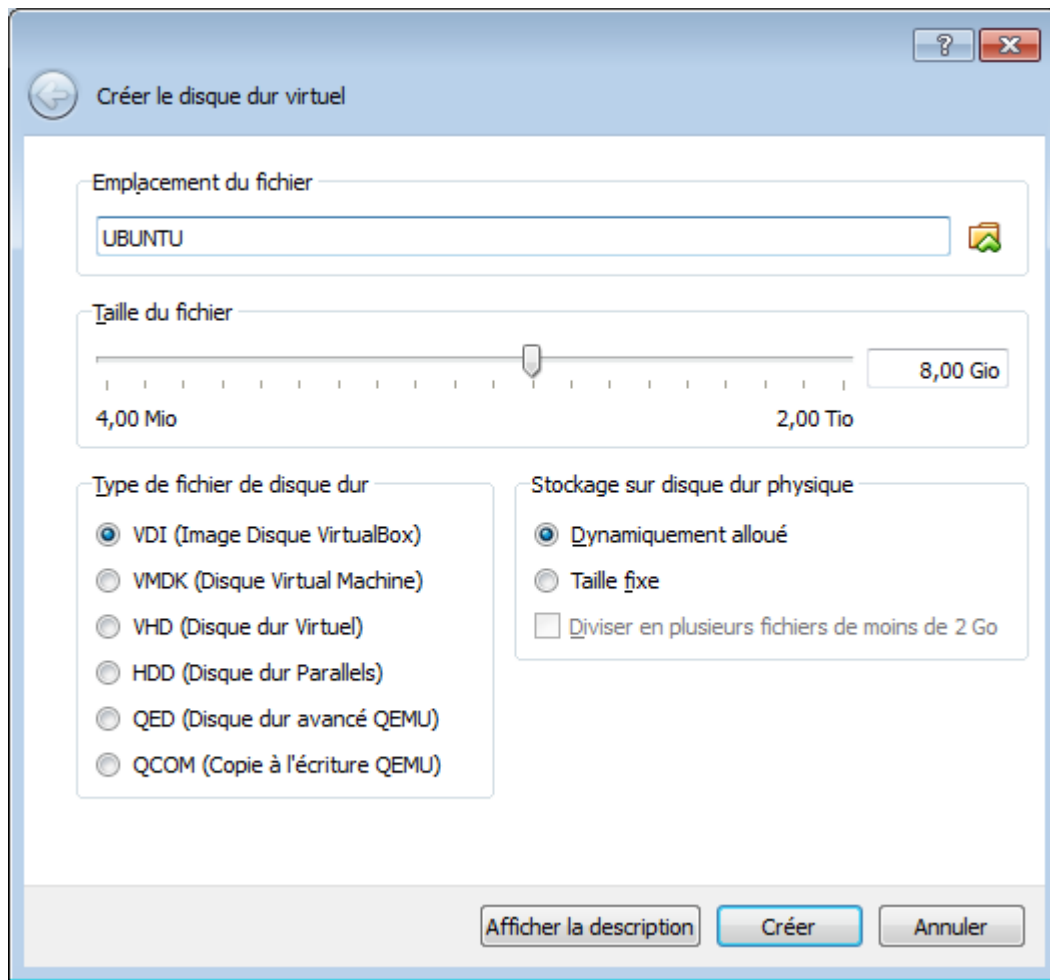 ?
Créer le disque dur virtuel
Emplacement du fichier
UBUNTU
Taille du fichier
8,00 Gio
4,00 Mio
2,00 Tio
Type de fichier de disque dur
VDI (Image Disque VirtualBox)
VMDK (Disque Virtual Machine)
VHD (Disque dur Virtuel)
HDD (Disque dur Parallels)
QED (Disque dur avancé QEMU)
QCOM (Copie à l'écriture QEMU)
Stockage sur disque dur physique
Dynamiquement alloué
Taille fixe
Diviser en plusieurs fichiers de moins de 2 Go
Afficher la description
Créer
Annuler